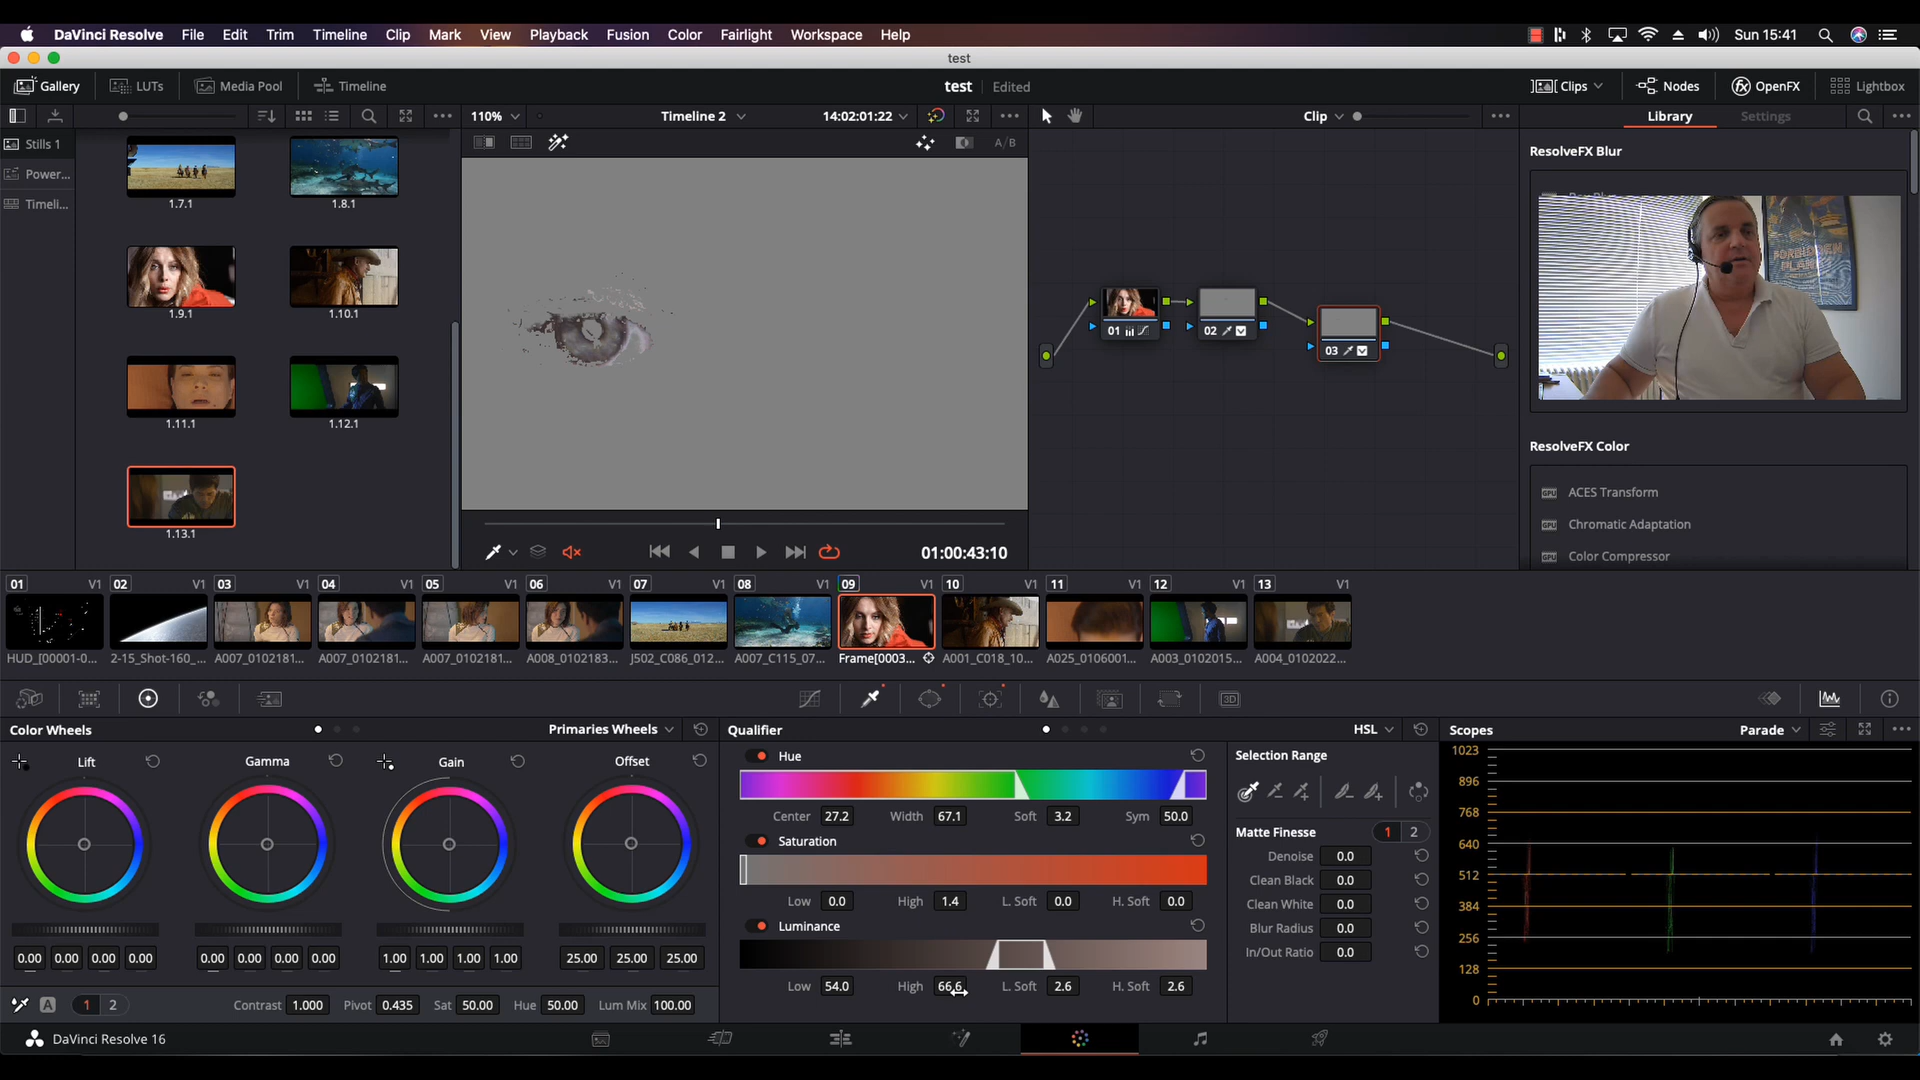 DaVinci Resolve File Edit Trim Timeline Clip Mark View Playback Fusion Color Fairlight Workspace Help Sun 15:41
test
Gallery LUTs Media Pool Timeline test Edited Clips Nodes OpenFX Lightbox
110% Timeline 2 14:02:01:22 Clip Library Settings
Stills 1
Power...
Timeli...
A/B
1.7.1 1.8.1
1.9.1 1.10.1
1.11.1 1.12.1
1.13.1
01 02 03
ResolveFX Blur
FORBIDDEN
PLANET
ResolveFX Color
GPU ACES Transform
GPU Chromatic Adaptation
GPU Color Compressor
01:00:43:10
01 V1 02 V1 03 V1 04 V1 05 V1 06 V1 07 V1 08 V1 09 V1 10 V1 11 V1 12 V1 13 V1
HUD_[00001-0... 2-15_Shot-160_... A007_0102181... A007_0102181... A007_0102181... A008_0102183... J502_C086_012... A007_C115_07... Frame[0003... A001_C018_10... A025_0106001... A003_0102015... A004_0102022...
3D
Color Wheels Primaries Wheels Qualifier HSL Scopes Parade
Lift Gamma Gain Offset
0.00 0.00 0.00 0.00 0.00 0.00 0.00 0.00 1.00 1.00 1.00 1.00 25.00 25.00 25.00
A 1 2 Contrast 1.000 Pivot 0.435 Sat 50.00 Hue 50.00 Lum Mix 100.00
Hue
Center 27.2 Width 67.1 Soft 3.2 Sym 50.0
Saturation
Low 0.0 High 1.4 L. Soft 0.0 H. Soft 0.0
Luminance
Low 54.0 High 66.6 L. Soft 2.6 H. Soft 2.6
Selection Range
Matte Finesse 1 2
Denoise 0.0
Clean Black 0.0
Clean White 0.0
Blur Radius 0.0
In/Out Ratio 0.0
1023
896
768
640
512
384
256
128
0
DaVinci Resolve 16